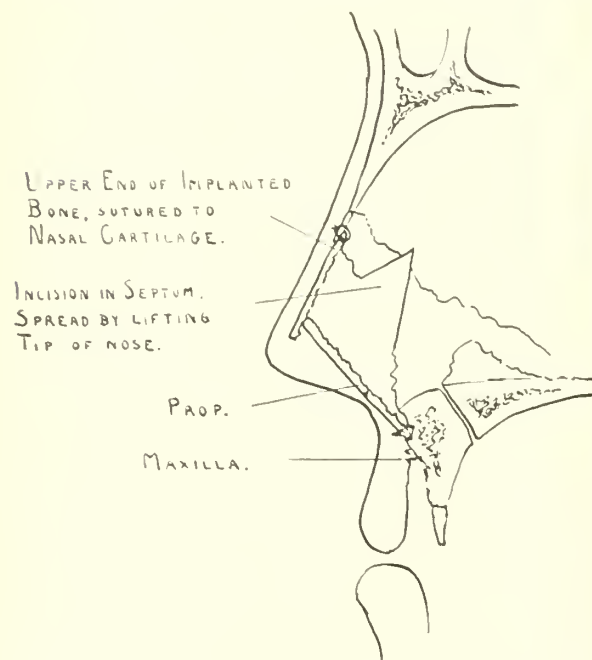 UPPER END OF IMPLANTED
BONE, SUTURED TO
NASAL CARTILAGE.
INCISION IN SEPTUM.
SPREAD BY LIFTING
TIP OF NOSE.
PROP.
MAXILLA.